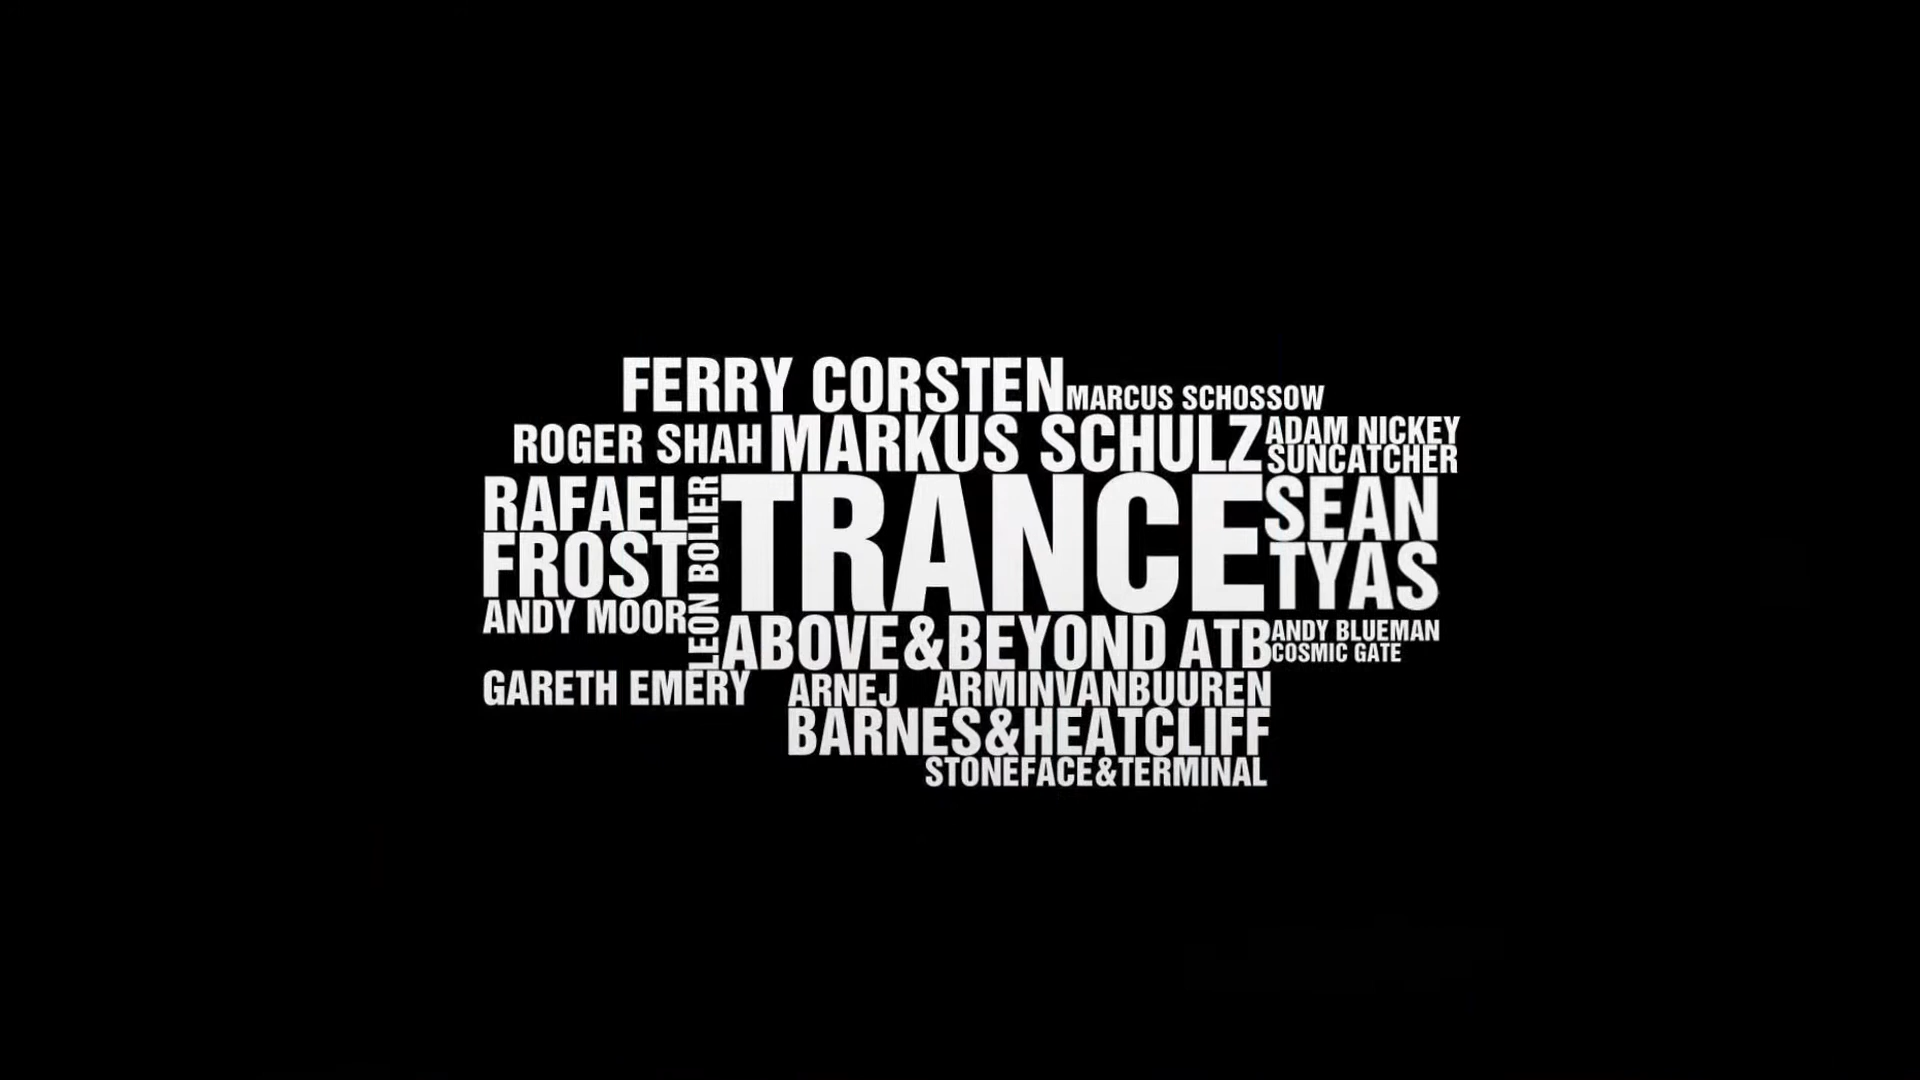 FERRY CORSTEN
MARCUS SCHOSSOW
ROGER SHAH
MARKUS SCHULZ
ADAM NICKEY
SUNCATCHER
RAFAEL
FROST
LEON BOLIER
TRANCE
SEAN
TYAS
ANDY MOOR
ABOVE&BEYOND
ATB
ANDY BLUEMAN
COSMIC GATE
GARETH EMERY
ARNEJ
ARMINVANBUUREN
BARNES&HEATCLIFF
STONEFACE&TERMINAL